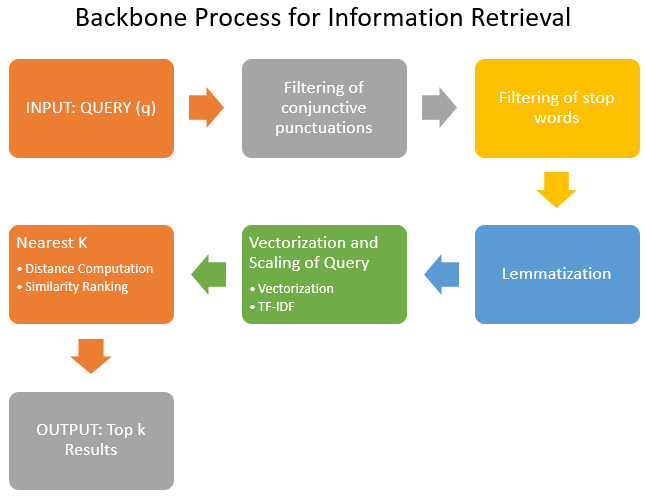 Backbone Process for Information Retrieval
INPUT: QUERY (q)
Filtering of
conjunctive
punctuations
Filtering of stop
words
Lemmatization
Vectorization and
Scaling of Query
• Vectorization
• TF-IDF
Nearest K
• Distance Computation
• Similarity Ranking
OUTPUT: Top k
Results